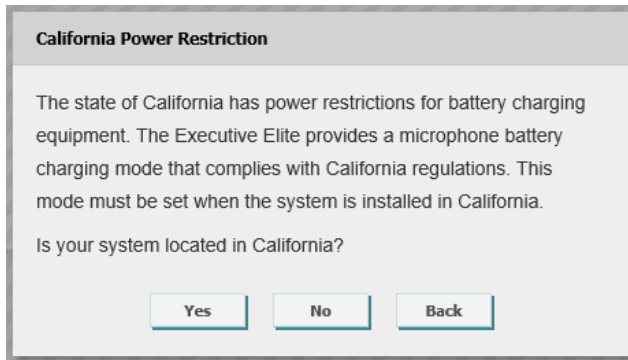 California Power Restriction
The state of California has power restrictions for battery charging
equipment. The Executive Elite provides a microphone battery
charging mode that complies with California regulations. This
mode must be set when the system is installed in California.
Is your system located in California?
Yes No Back